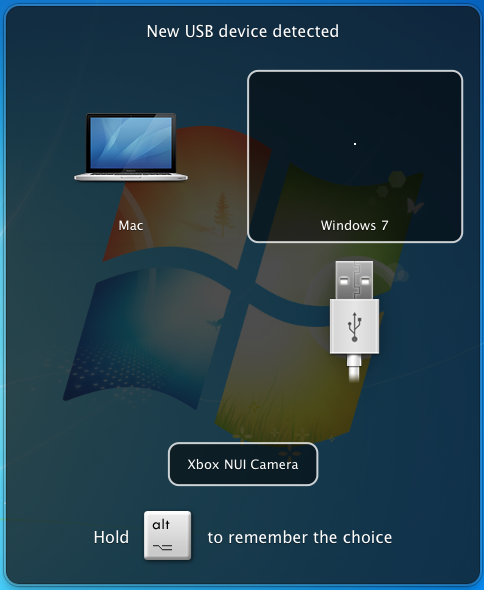 New USB device detected
Mac
Windows 7
Xbox NUI Camera
Hold alt to remember the choice